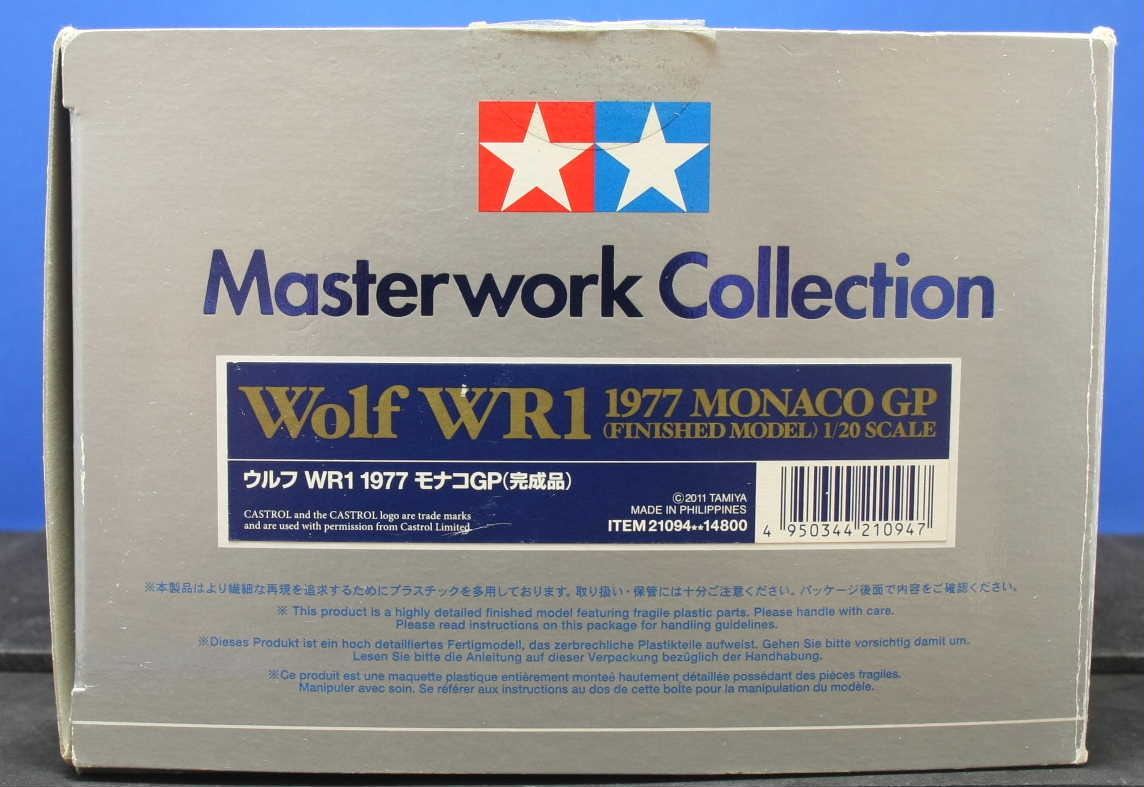 Masterwork Collection
Wolf WR1 1977 MONACO GP
(FINISHED MODEL) 1/20 SCALE
ウルフ WR1 1977 モナコGP(完成品)
CASTROL and the CASTROL logo are trade marks
and are used with permission from Castrol Limited.
©2011 TAMIYA
MADE IN PHILIPPINES
ITEM 21094**14800
4 950344 210947
※本製品はより繊細な再現を追求するためにプラスチックを多用しております。取り扱い・保管には十分ご注意ください。パッケージ後面で内容をご確認ください。
※ This product is a highly detailed finished model featuring fragile plastic parts. Please handle with care.
Please read instructions on this package for handling guidelines.
※Dieses Produkt ist ein hoch detailliertes Fertigmodell, das zerbrechliche Plastikteile aufweist. Gehen Sie bitte vorsichtig damit um.
Lesen Sie bitte die Anleitung auf dieser Verpackung bezüglich der Handhabung.
※Ce produit est une maquette plastique entièrement monteé hautement détaillée possédant des pièces fragiles.
Manipuler avec soin. Se référer aux instructions au dos de cette boîte pour la manipulation du modèle.